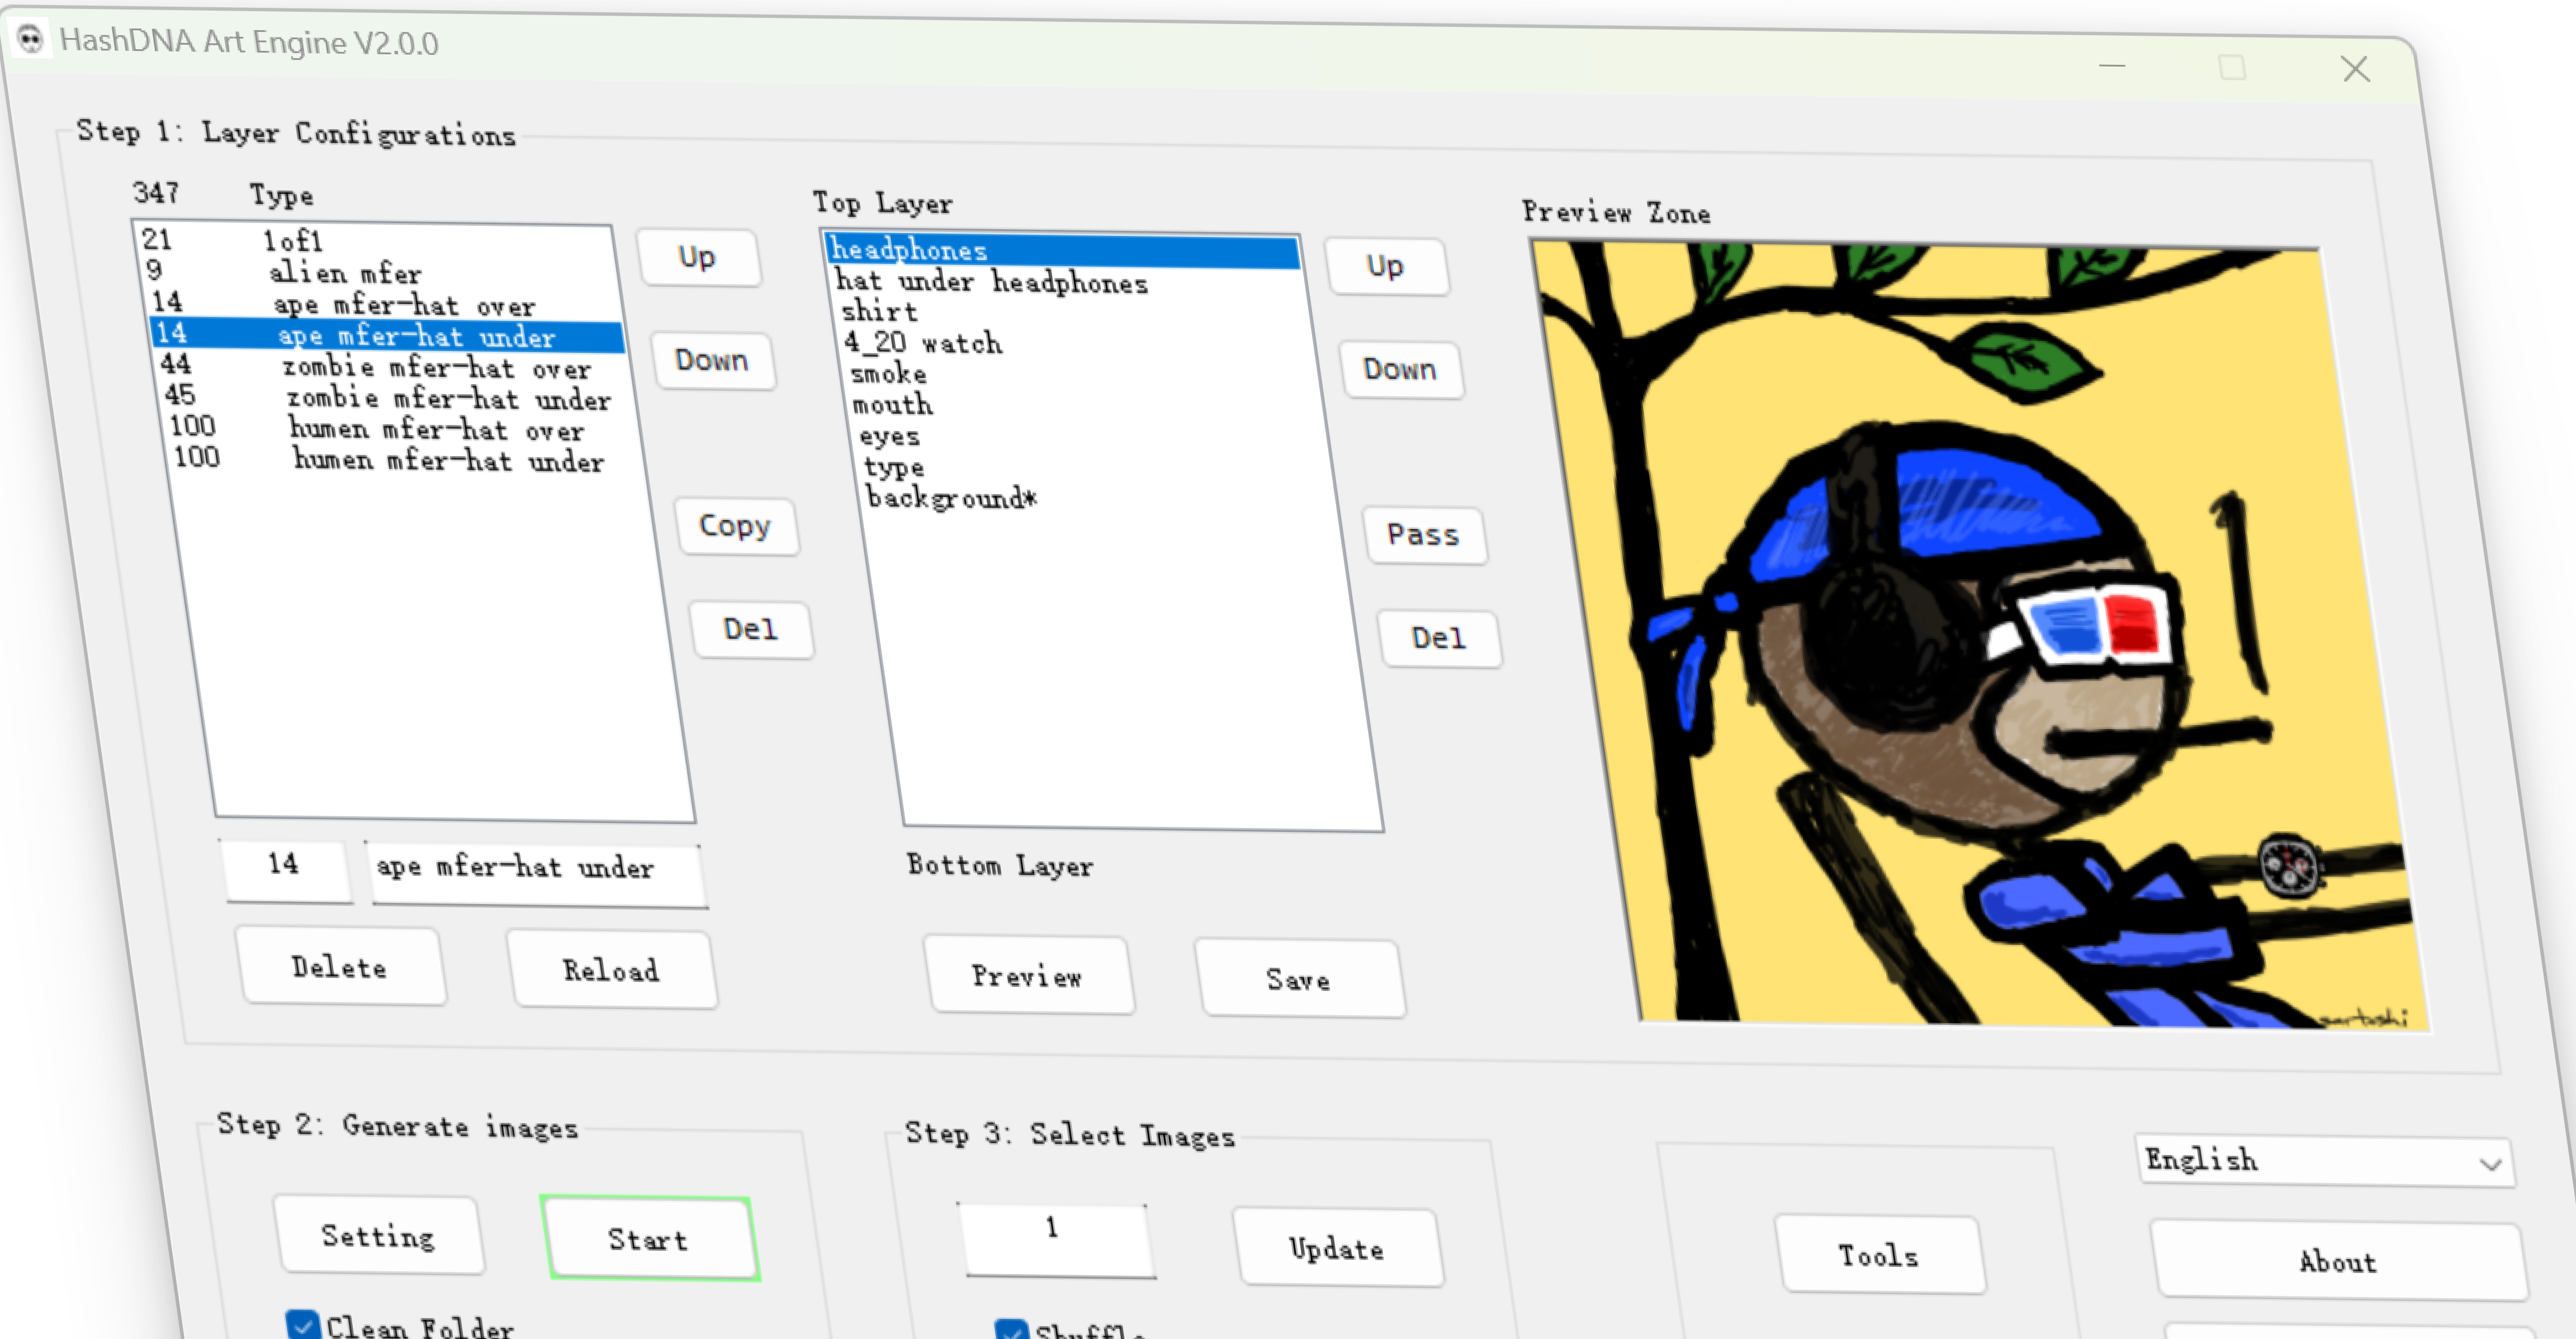 HashDNA Art Engine V2.0.0
Step 1: Layer Configurations
347 Type
21 1of1
9 alien mfer
14 ape mfer-hat over
14 ape mfer-hat under
44 zombie mfer-hat over
45 zombie mfer-hat under
100 humen mfer-hat over
100 humen mfer-hat under
Up
Down
Copy
Del
14 ape mfer-hat under
Delete Reload
Top Layer
headphones
hat under headphones
shirt
4_20 watch
smoke
mouth
eyes
type
background*
Up
Down
Pass
Del
Bottom Layer
Preview Save
Preview Zone
sartoshi
Step 2: Generate images
Setting Start
Clean Folder
Step 3: Select Images
1 Update
Shuffle
Tools
English
About